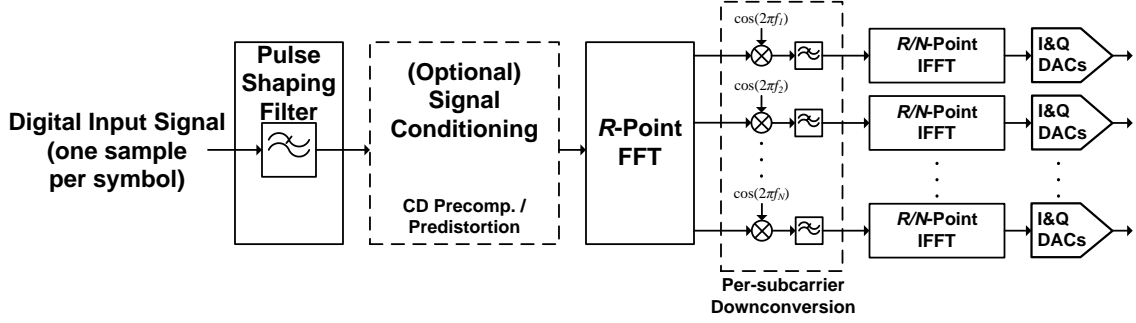 Digital Input Signal
(one sample
per symbol)
Pulse
Shaping
Filter
(Optional)
Signal
Conditioning
CD Precomp. /
Predistortion
R-Point
FFT
cos(2πf1)
cos(2πf2)
cos(2πfN)
Per-subcarrier
Downconversion
R/N-Point
IFFT
I&Q
DACs
R/N-Point
IFFT
I&Q
DACs
R/N-Point
IFFT
I&Q
DACs